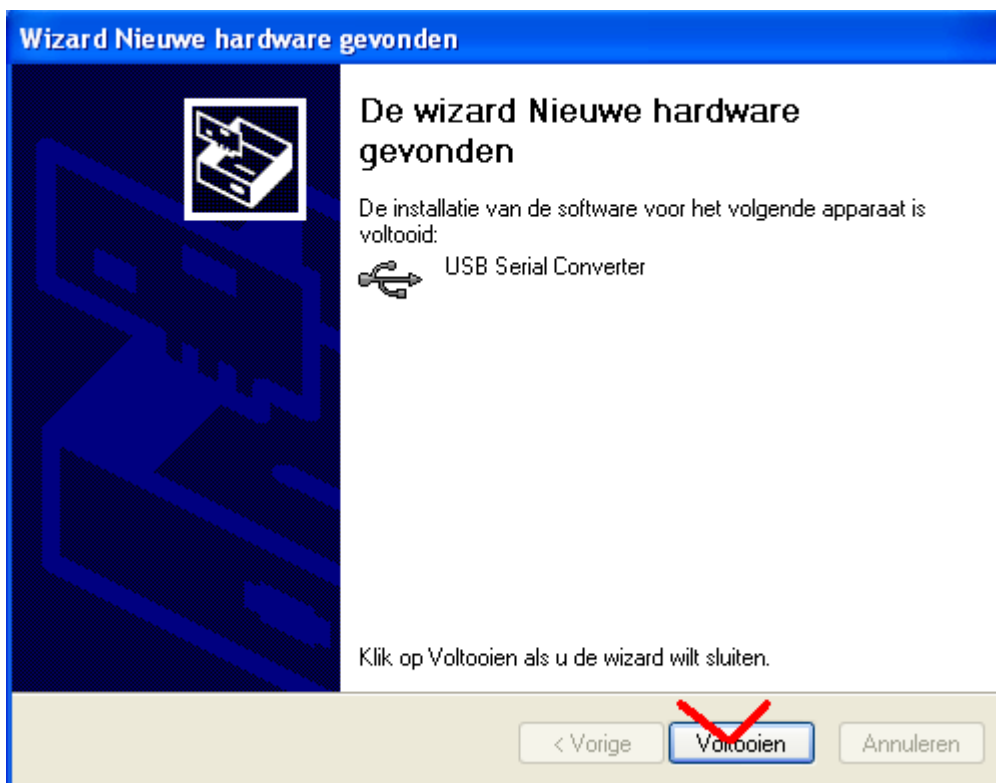 Wizard Nieuwe hardware gevonden
De wizard Nieuwe hardware
gevonden
De installatie van de software voor het volgende apparaat is
voltooid:
USB Serial Converter
Klik op Voltooien als u de wizard wilt sluiten.
< Vorige
Voltooien
Annuleren